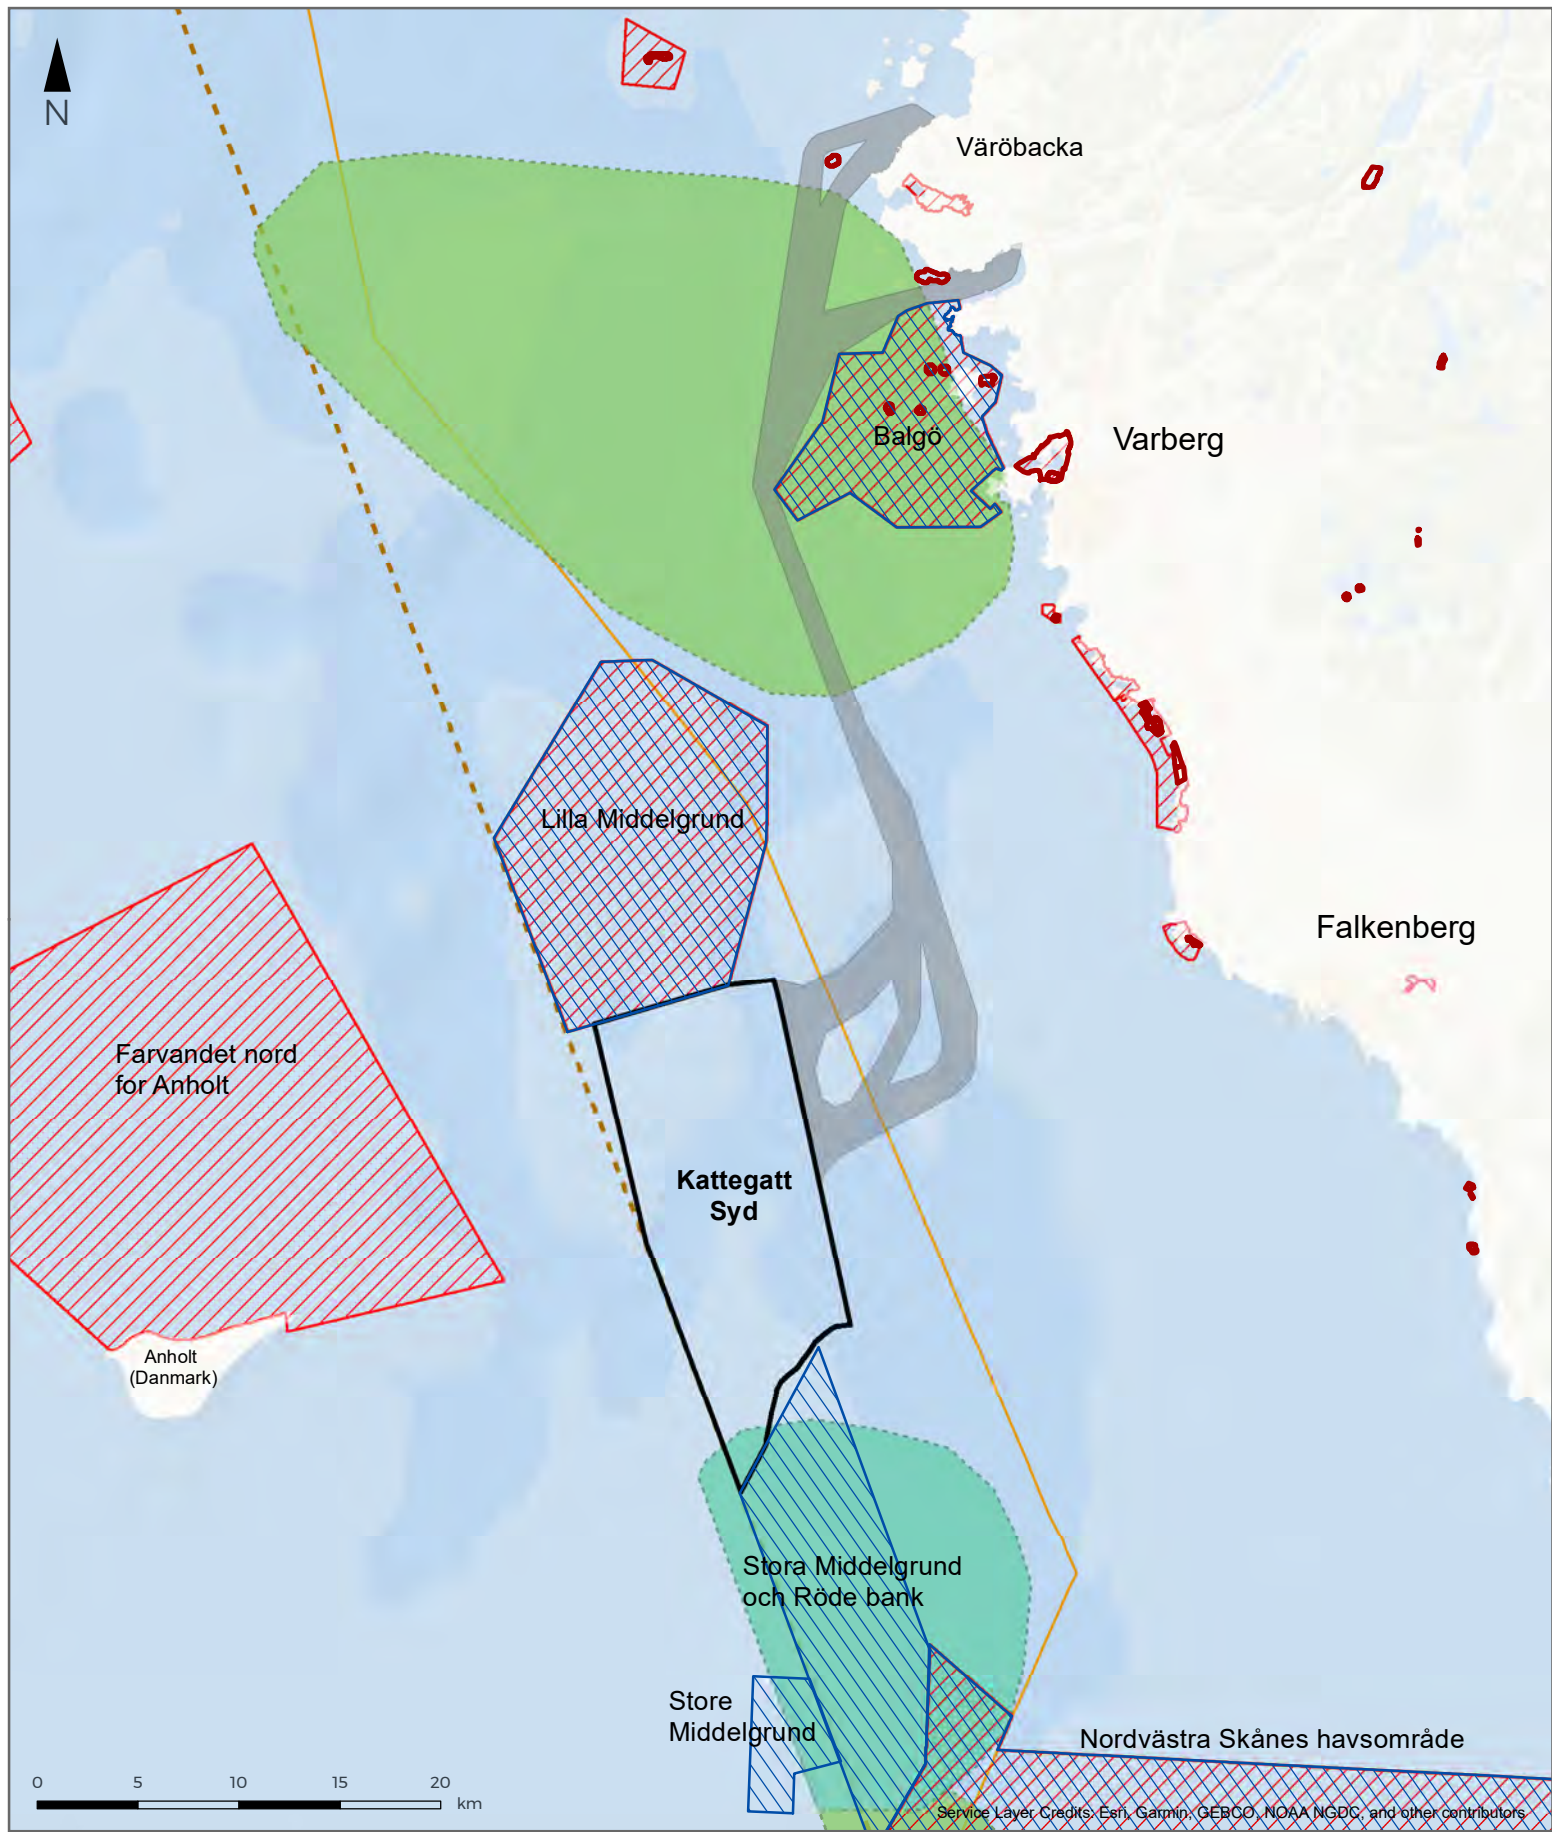 N
Väröbacka
Balgö
Varberg
Lilla Middelgrund
Falkenberg
Farvandet nord
for Anholt
Kattegatt
Syd
Anholt
(Danmark)
Stora Middelgrund
och Röde bank
Store
Middelgrund
Nordvästra Skånes havsområde
0 5 10 15 20
km
Service Layer Credits: Esri, Garmin, GEBCO, NOAA NGDC, and other contributors